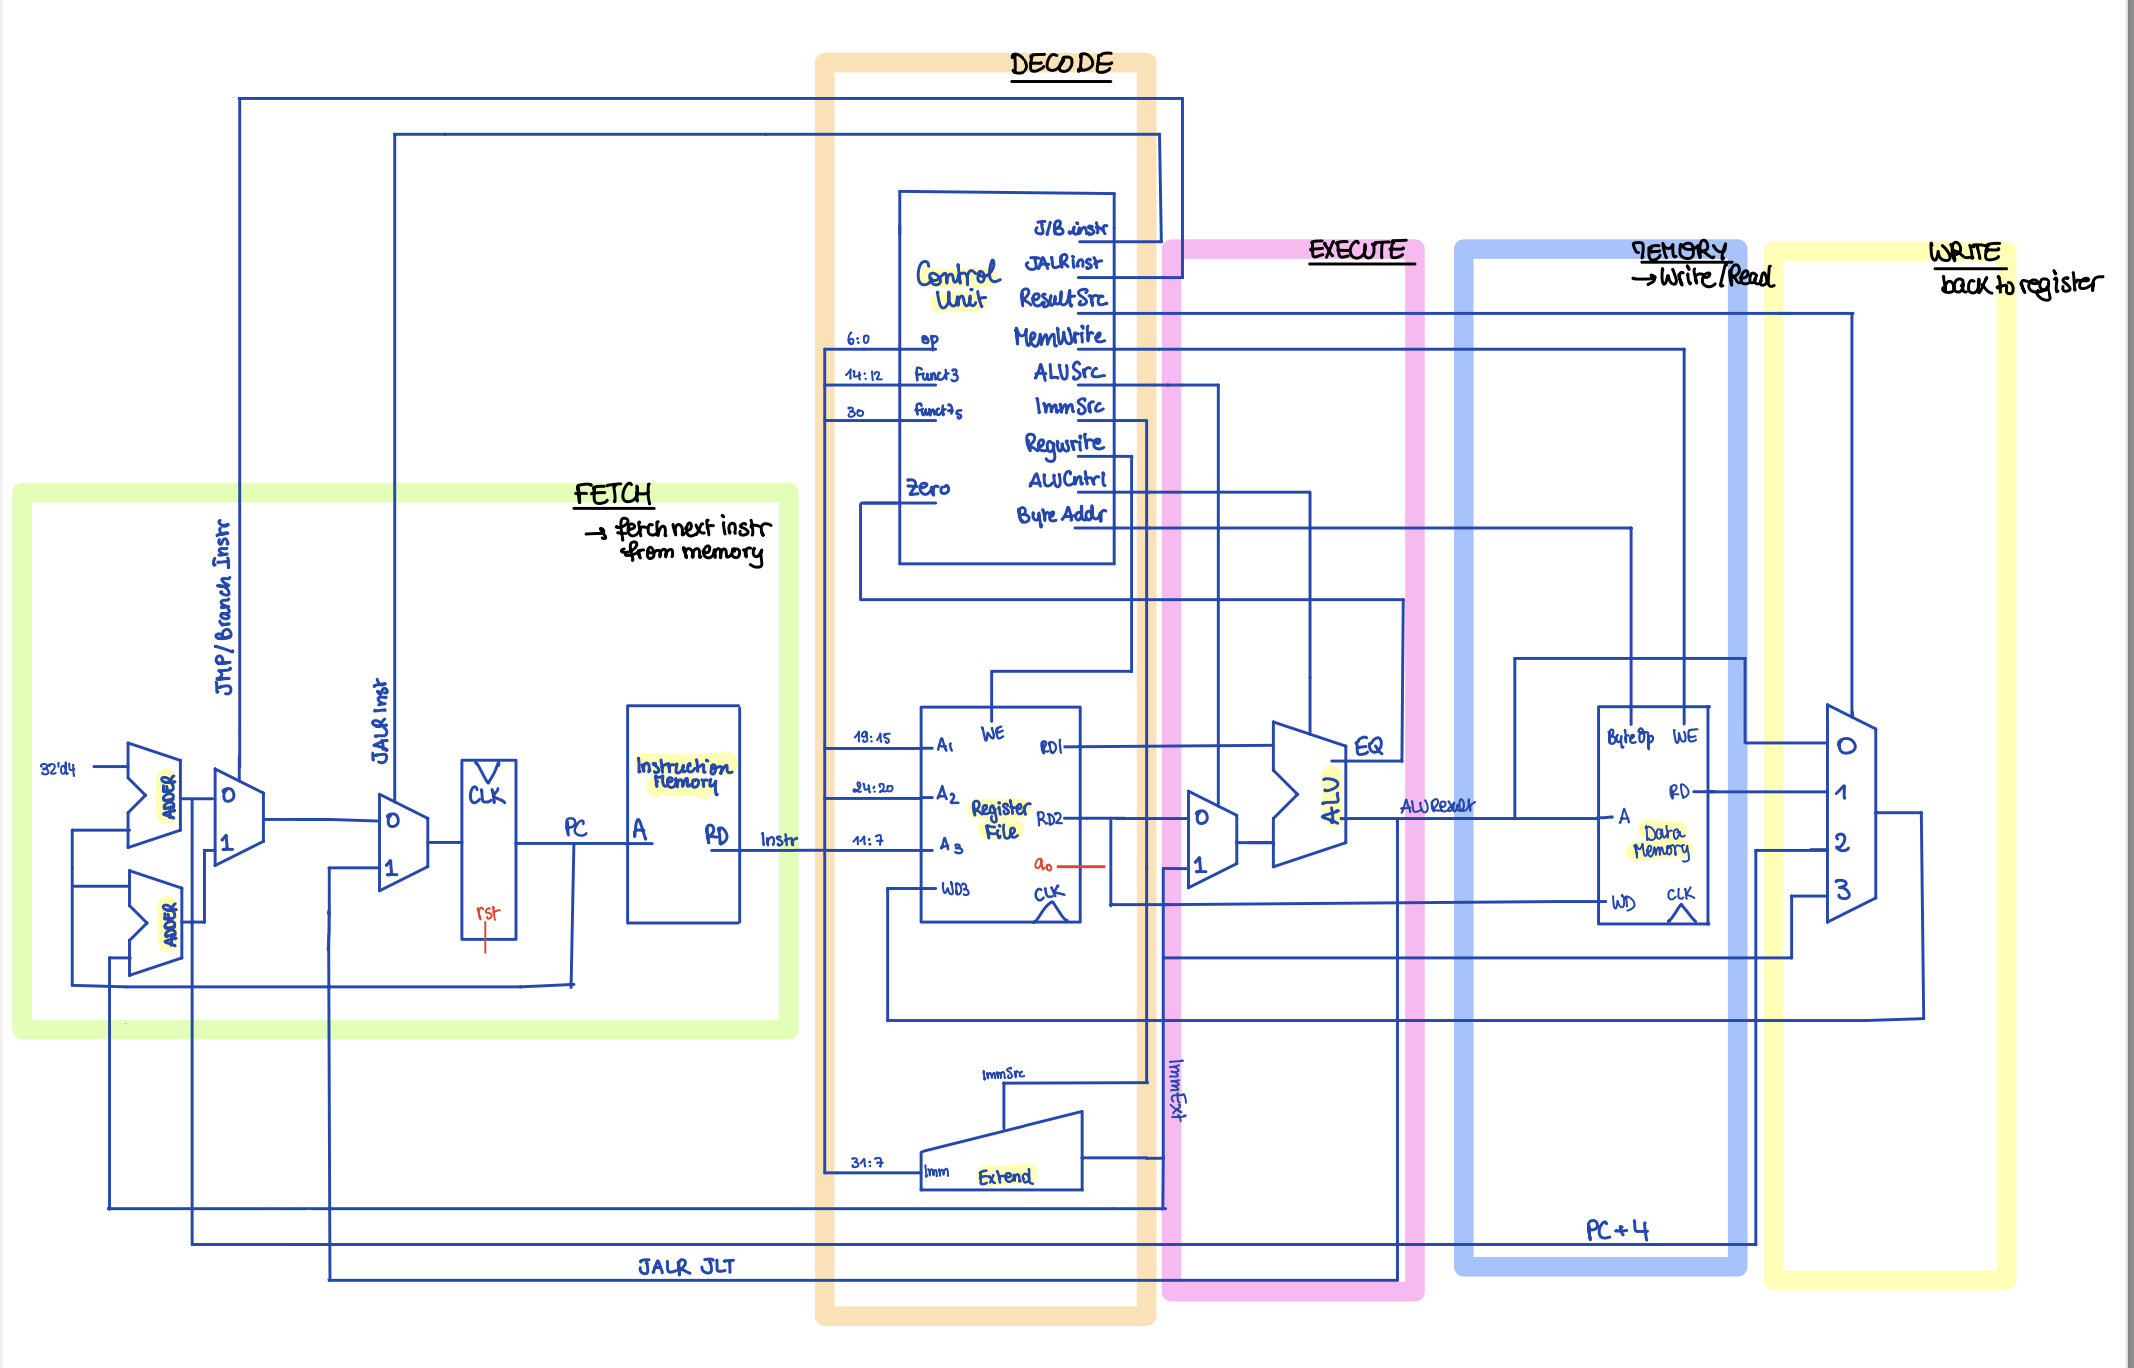 DECODE
J/B instr
JALR inst
Control
Unit
ResultSrc
MemWrite
6:0
op
ALUSrc
14:12
funct3
ImmSrc
30
funct7₅
Regwrite
Zero
ALUCntrl
Byte Addr
EXECUTE
MEMORY
→ Write/Read
WRITE
back to register
FETCH
→ fetch next instr
from memory
JMP/Branch Instr
JALR Inst
32'd4
ADDER
ADDER
0
1
0
1
CLK
rst
PC
Instruction
Memory
A
RD
Instr
19:15
24:20
11:7
A1
A2
A3
WD3
WE
RD1
RD2
Register
File
a0
CLK
0
1
ALU
EQ
ALUResult
ByteOp
WE
RD
A
Data
Memory
WD
CLK
0
1
2
3
ImmSrc
ImmExt
31:7
Imm
Extend
PC+4
JALR JLT